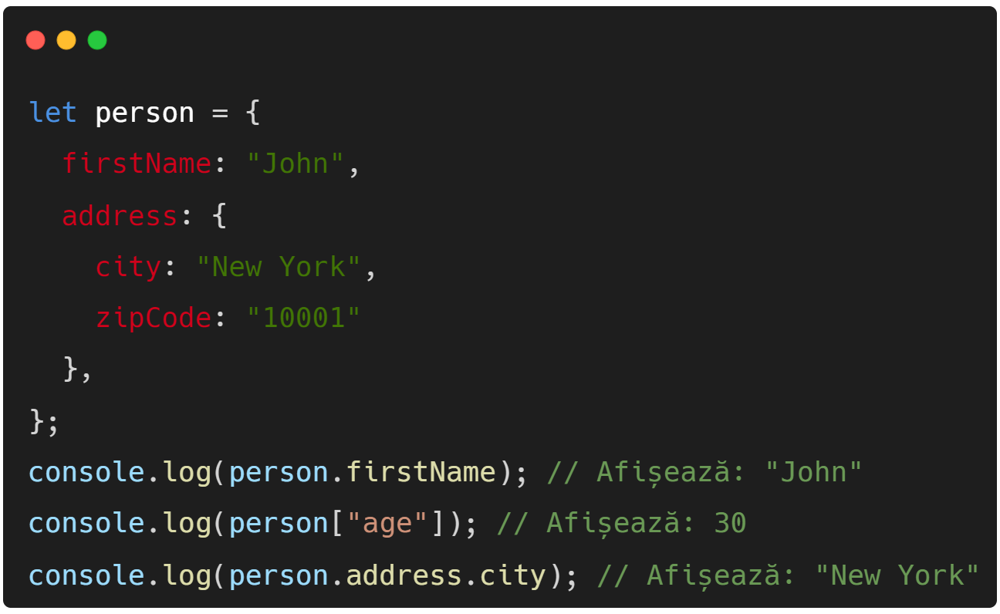 let person = {
  firstName: "John",
  address: {
    city: "New York",
    zipCode: "10001"
  },
};
console.log(person.firstName); // Afișează: "John"
console.log(person["age"]); // Afișează: 30
console.log(person.address.city); // Afișează: "New York"